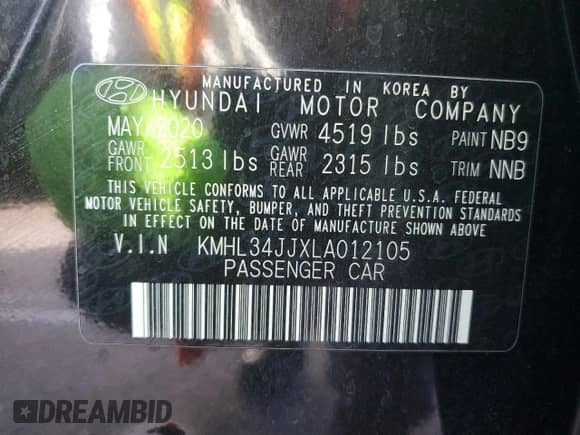 MANUFACTURED IN KOREA BY
HYUNDAI MOTOR COMPANY
MAY/2020 GVWR 4519 lbs PAINT NB9
GAWR FRONT 2513 lbs GAWR REAR 2315 lbs TRIM NNB
THIS VEHICLE CONFORMS TO ALL APPLICABLE U.S.A. FEDERAL
MOTOR VEHICLE SAFETY, BUMPER, AND THEFT PREVENTION STANDARDS
IN EFFECT ON THE DATE OF MANUFACTURE SHOWN ABOVE.
V.I.N KMHL34JJXLA012105
PASSENGER CAR
DREAMBID